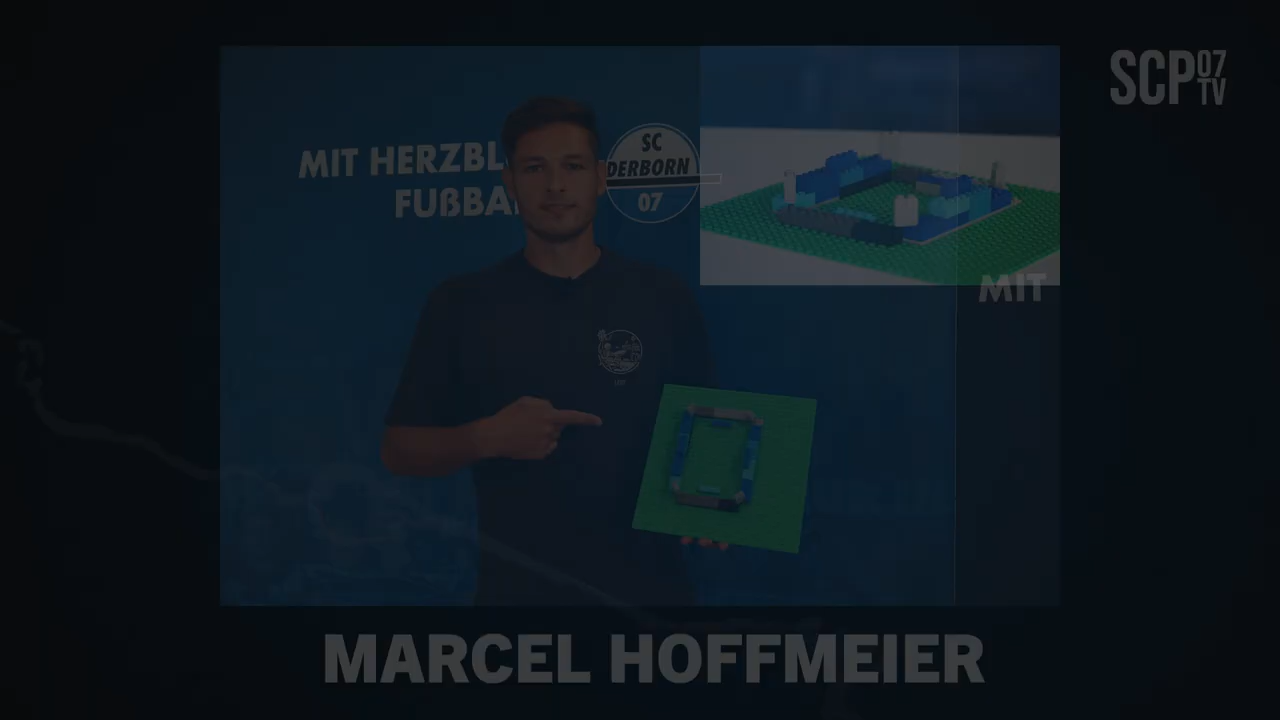 SCP 07
TV
MIT HERZBL
FUßBA
SC
DERBORN
07
MIT
MARCEL HOFFMEIER